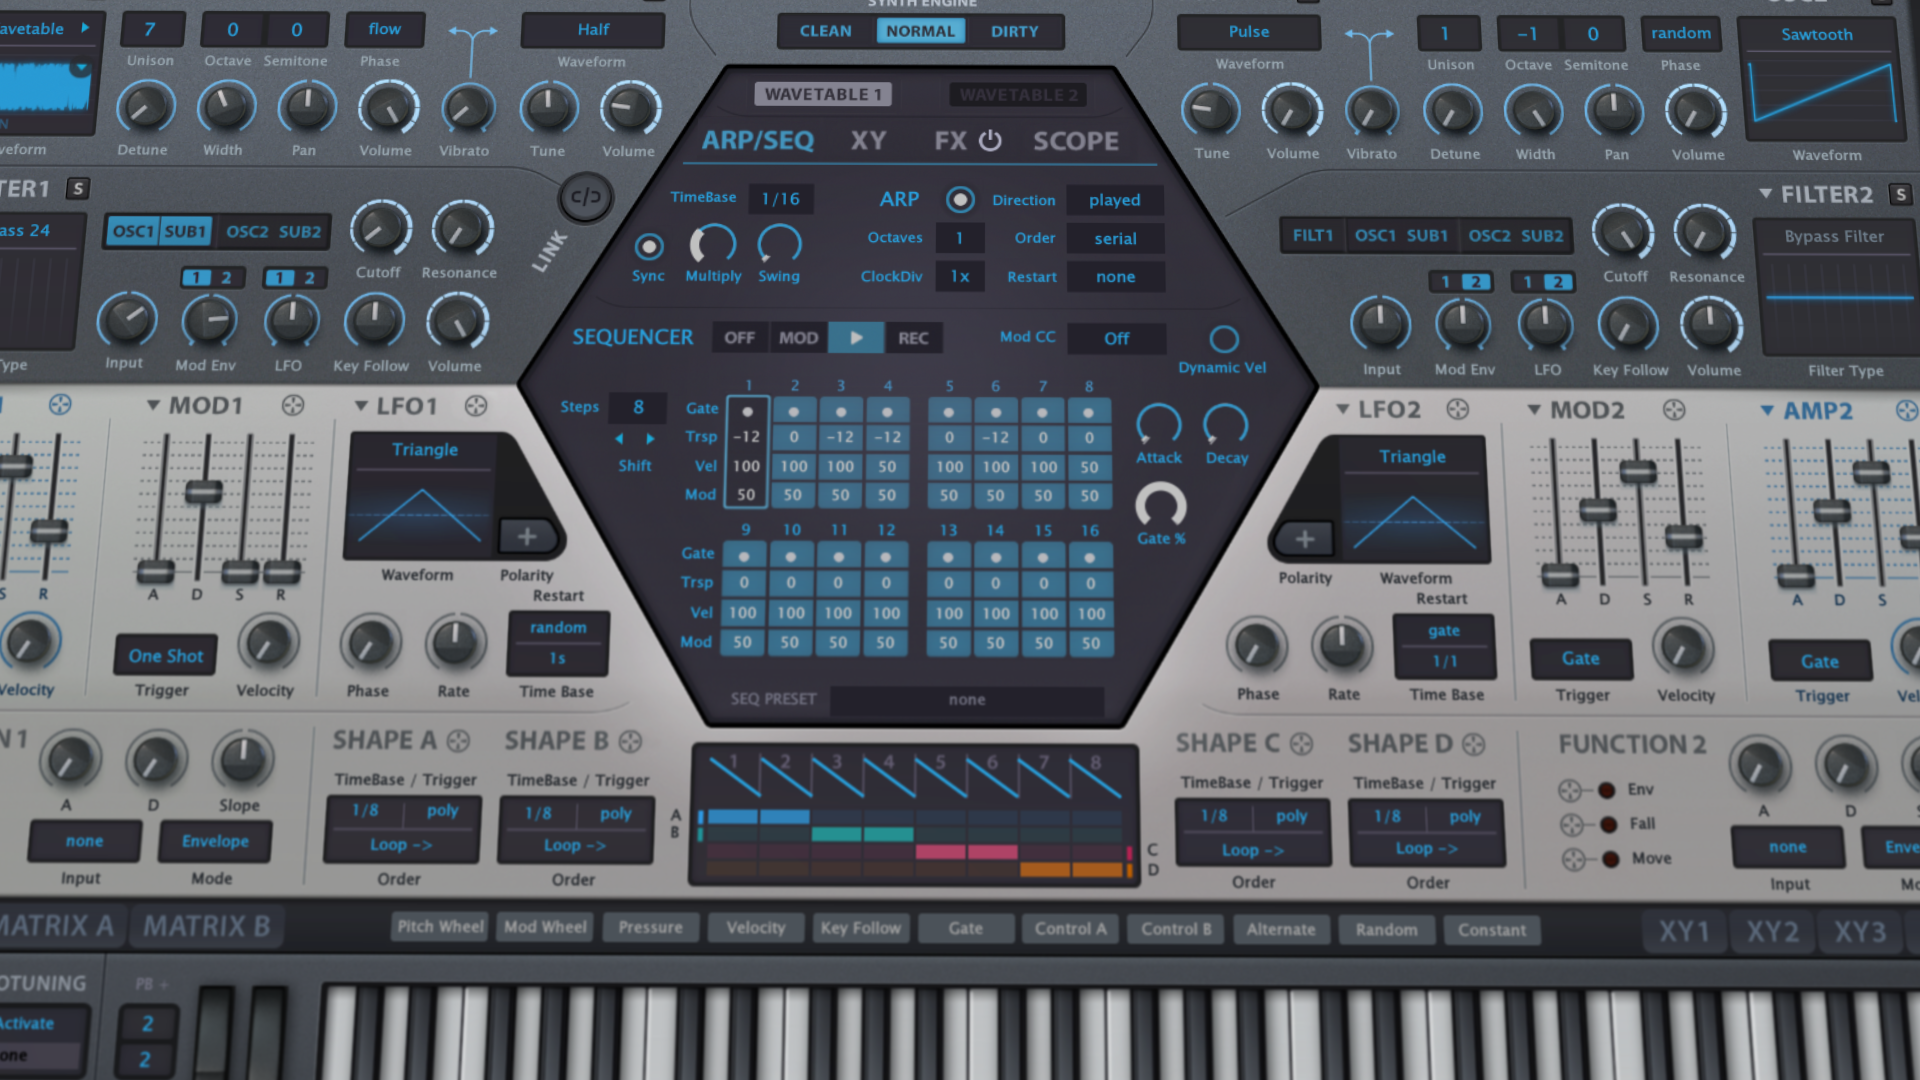 SYNTH ENGINE
CLEAN NORMAL DIRTY
wavetable
7 0 0 flow Half
Unison Octave Semitone Phase Waveform
Detune Width Pan Volume Vibrato Tune Volume
Pulse 1 -1 0 random Sawtooth
Waveform Unison Octave Semitone Phase
Tune Volume Vibrato Detune Width Pan Volume Waveform
WAVETABLE 1 WAVETABLE 2
ARP/SEQ XY FX SCOPE
TimeBase 1/16 ARP Direction played
Octaves 1 Order serial
Sync Multiply Swing ClockDiv 1x Restart none
SEQUENCER OFF MOD REC Mod CC Off
Dynamic Vel
1 2 3 4 5 6 7 8
Steps 8 Gate
Trsp -12 0 -12 -12 0 -12 0 0
Shift Vel 100 100 100 50 100 100 100 50
Mod 50 50 50 50 50 50 50 50
Attack Decay
Gate %
9 10 11 12 13 14 15 16
Gate
Trsp 0 0 0 0 0 0 0 0
Vel 100 100 100 100 100 100 100 100
Mod 50 50 50 50 50 50 50 50
SEQ PRESET none
TER1 S
ass 24 OSC1 SUB1 OSC2 SUB2
Cutoff Resonance
LINK
1 2 1 2
Type Input Mod Env LFO Key Follow Volume
FILTER2 S
FILT1 OSC1 SUB1 OSC2 SUB2 Bypass Filter
Cutoff Resonance
1 2 1 2
Input Mod Env LFO Key Follow Volume Filter Type
MOD1 LFO1
Triangle
S R A D S R
Waveform Polarity
Restart
One Shot random
1s
Velocity Trigger Velocity Phase Rate Time Base
LFO2 MOD2 AMP2
Triangle
Polarity Waveform A D S R A D S
Restart
gate Gate Gate
1/1
Phase Rate Time Base Trigger Velocity Trigger Vel
N1 A D Slope
none Envelope
Input Mode
SHAPE A SHAPE B
TimeBase / Trigger TimeBase / Trigger
1/8 poly 1/8 poly
Loop -> Loop ->
Order Order
1 2 3 4 5 6 7 8
A
B
C
D
SHAPE C SHAPE D
TimeBase / Trigger TimeBase / Trigger
1/8 poly 1/8 poly
Loop -> Loop ->
Order Order
FUNCTION 2
Env
Fall
Move
A D
none Enve
Input Mo
MATRIX A MATRIX B Pitch Wheel Mod Wheel Pressure Velocity Key Follow Gate Control A Control B Alternate Random Constant XY1 XY2 XY3
OTUNING PB +
Activate 2
one 2